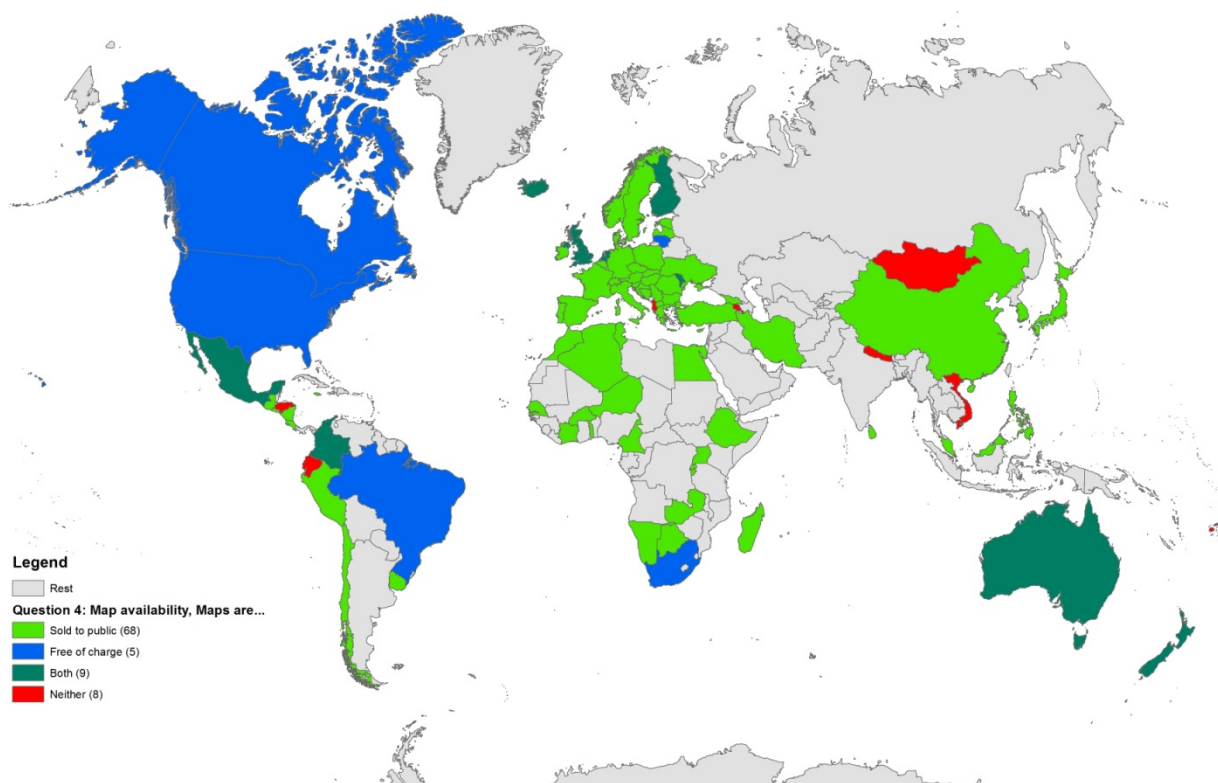 Legend
Rest
Question 4: Map availability, Maps are...
Sold to public (68)
Free of charge (5)
Both (9)
Neither (8)